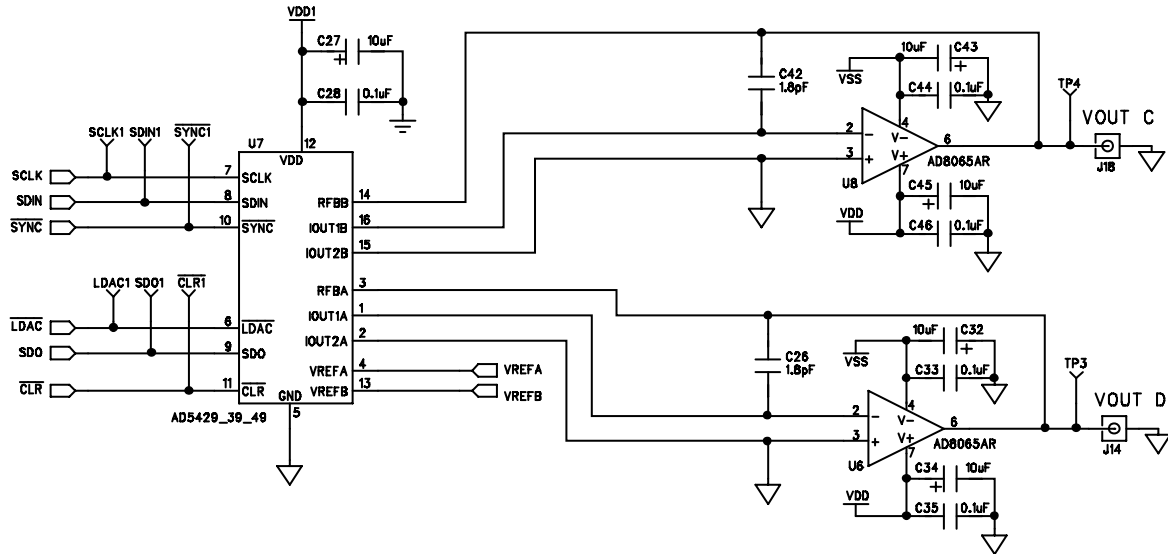 VDD1
C27 10uF
C28 0.1uF
SCLK1 SDIN1 SYNC1
U7
12
VDD
SCLK 7 SCLK
SDIN 8 SDIN
SYNC 10 SYNC
RFBB 14
IOUT1B 16
IOUT2B 15
LDAC1 SDO1 CLR1
RFBA 3
IOUT1A 1
IOUT2A 2
LDAC 6 LDAC
SDO 9 SDO
CLR 11 CLR
VREFA 4 VREFA
VREFB 13 VREFB
GND
5
AD5429_39_49
C42
1.8pF
10uF C43
VSS
C44 0.1uF
TP4
VOUT C
4
2 V-
3 V+
6
7
AD8065AR
U8
J18
C45 10uF
VDD
C46 0.1uF
C26
1.8pF
10uF C32
VSS
C33 0.1uF
TP3
VOUT D
4
2 V-
3 V+
6
7
AD8065AR
U6
J14
C34 10uF
VDD
C35 0.1uF